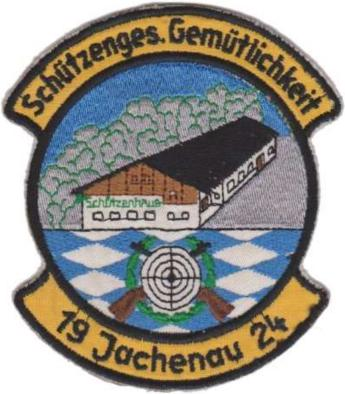 Schützenges. Gemütlichkeit
Schützenhaus
19 Jachenau 24